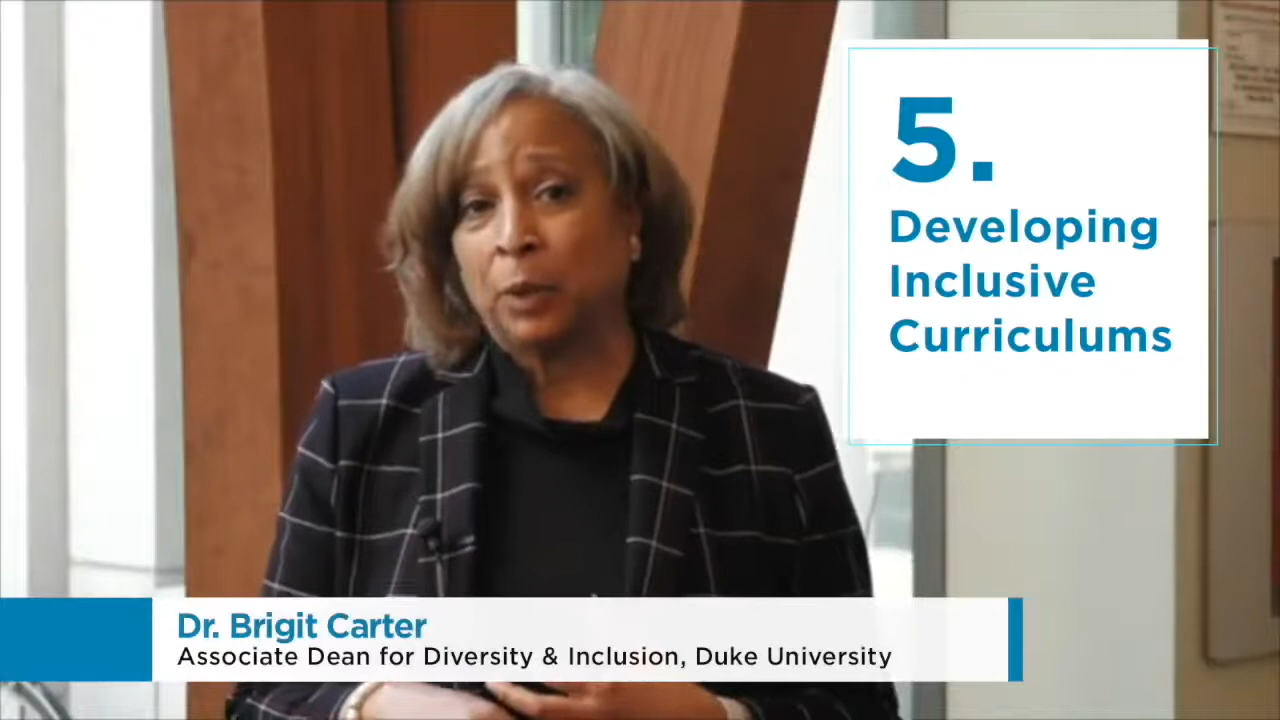 5.
Developing
Inclusive
Curriculums
Dr. Brigit Carter
Associate Dean for Diversity & Inclusion, Duke University